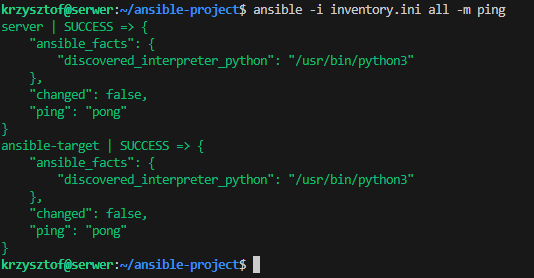 krzysztof@serwer:~/ansible-project$ ansible -i inventory.ini all -m ping
server | SUCCESS => {
    "ansible_facts": {
        "discovered_interpreter_python": "/usr/bin/python3"
    },
    "changed": false,
    "ping": "pong"
}
ansible-target | SUCCESS => {
    "ansible_facts": {
        "discovered_interpreter_python": "/usr/bin/python3"
    },
    "changed": false,
    "ping": "pong"
}
krzysztof@serwer:~/ansible-project$